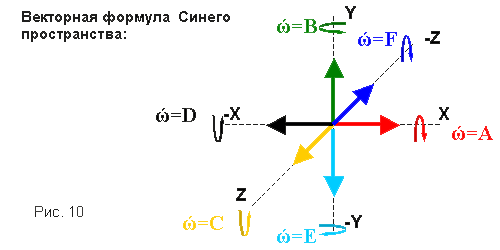 Векторная формула Синего
пространства:
Y
ώ=B
ώ=F
-Z
ώ=D
-X
X
ώ=A
Z
Рис. 10
ώ=C
-Y
ώ=E